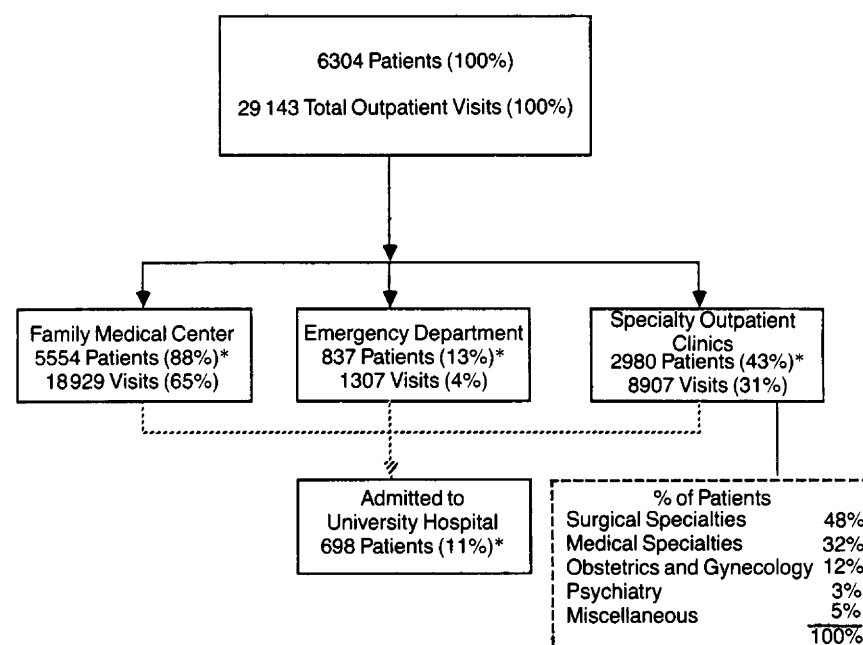 6304 Patients (100%)
29 143 Total Outpatient Visits (100%)
Family Medical Center
5554 Patients (88%)*
18929 Visits (65%)
Emergency Department
837 Patients (13%)*
1307 Visits (4%)
Specialty Outpatient
Clinics
2980 Patients (43%)*
8907 Visits (31%)
Admitted to
University Hospital
698 Patients (11%)*
% of Patients
Surgical Specialties 48%
Medical Specialties 32%
Obstetrics and Gynecology 12%
Psychiatry 3%
Miscellaneous 5%
100%